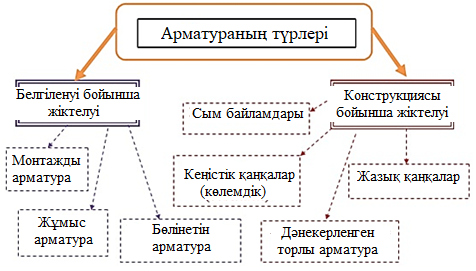 Арматураның түрлері
Белгіленуі бойынша
жіктелуі
Конструкциясы
бойынша жіктелуі
Сым байламдары
Монтажды
арматура
Кеңістік қаңқалар
(көлемдік)
Жазық қаңқалар
Жұмыс
арматура
Бөлінетін
арматура
Дәнекерленген
торлы арматура